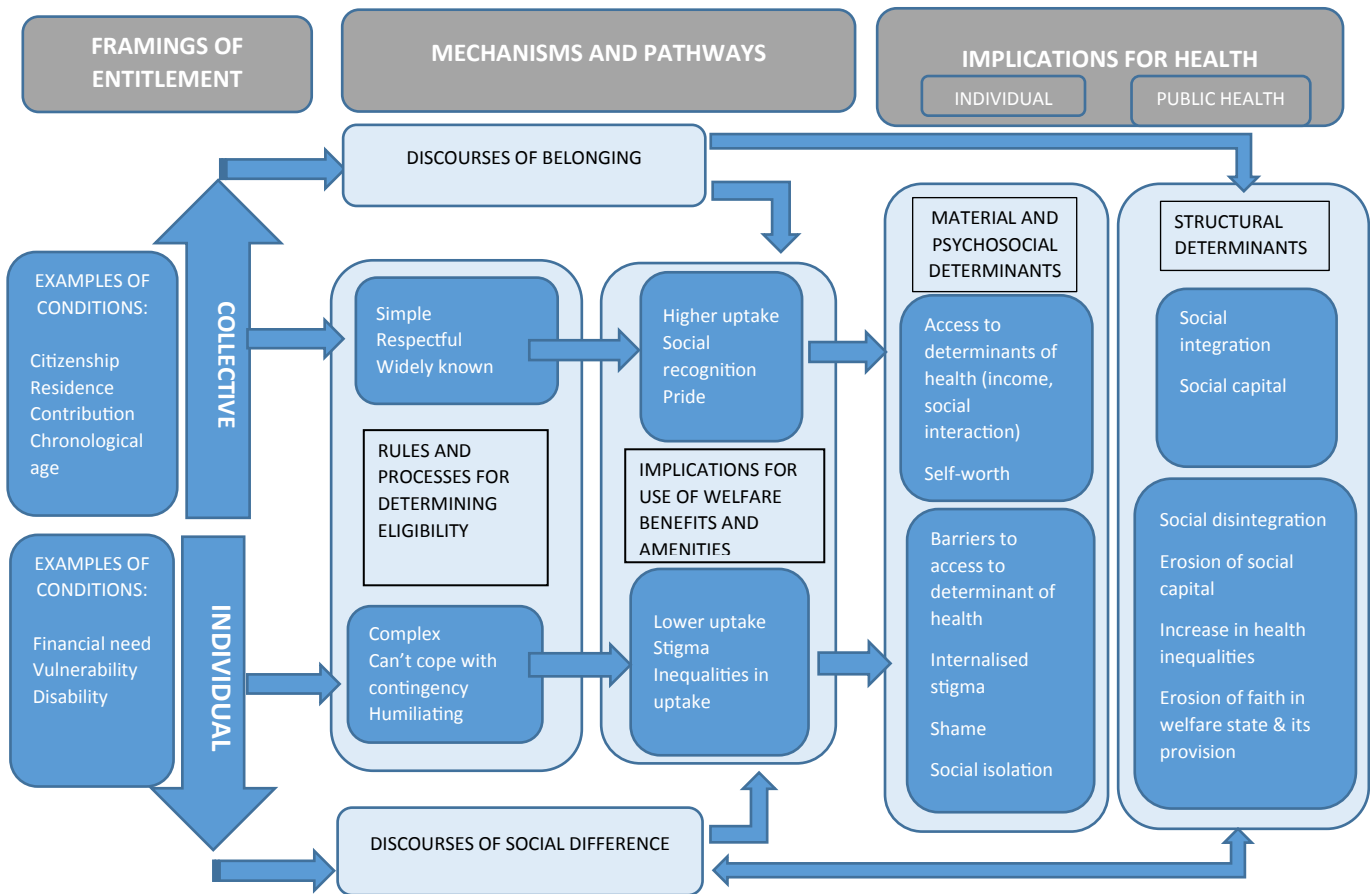 FRAMINGS OF
ENTITLEMENT
MECHANISMS AND PATHWAYS
IMPLICATIONS FOR HEALTH
INDIVIDUAL
PUBLIC HEALTH
DISCOURSES OF BELONGING
EXAMPLES OF
CONDITIONS:
Citizenship
Residence
Contribution
Chronological
age
COLLECTIVE
Simple
Respectful
Widely known
RULES AND
PROCESSES FOR
DETERMINING
ELIGIBILITY
Higher uptake
Social
recognition
Pride
IMPLICATIONS FOR
USE OF WELFARE
BENEFITS AND
AMENITIES
MATERIAL AND
PSYCHOSOCIAL
DETERMINANTS
Access to
determinants of
health (income,
social
interaction)
Self-worth
STRUCTURAL
DETERMINANTS
Social
integration
Social capital
EXAMPLES OF
CONDITIONS:
Financial need
Vulnerability
Disability
INDIVIDUAL
Complex
Can’t cope with
contingency
Humiliating
Lower uptake
Stigma
Inequalities in
uptake
Barriers to
access to
determinant of
health
Internalised
stigma
Shame
Social isolation
Social disintegration
Erosion of social
capital
Increase in health
inequalities
Erosion of faith in
welfare state & its
provision
DISCOURSES OF SOCIAL DIFFERENCE